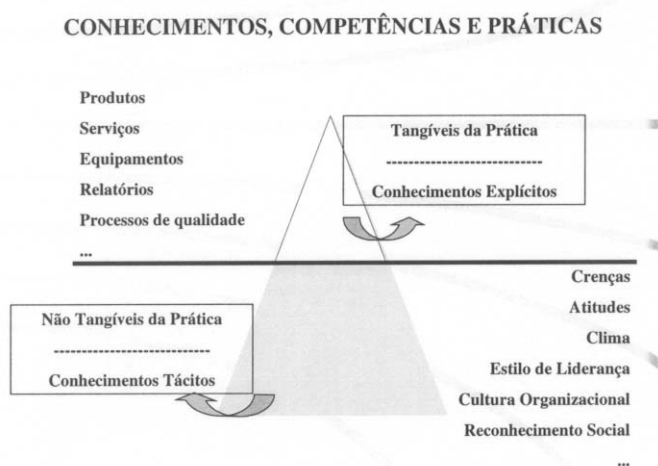 CONHECIMENTOS, COMPETÊNCIAS E PRÁTICAS
Produtos
Serviços
Equipamentos
Relatórios
Processos de qualidade
...
Tangíveis da Prática
----------------------------
Conhecimentos Explícitos
Crenças
Atitudes
Clima
Estilo de Liderança
Cultura Organizacional
Reconhecimento Social
...
Não Tangíveis da Prática
----------------------------
Conhecimentos Tácitos